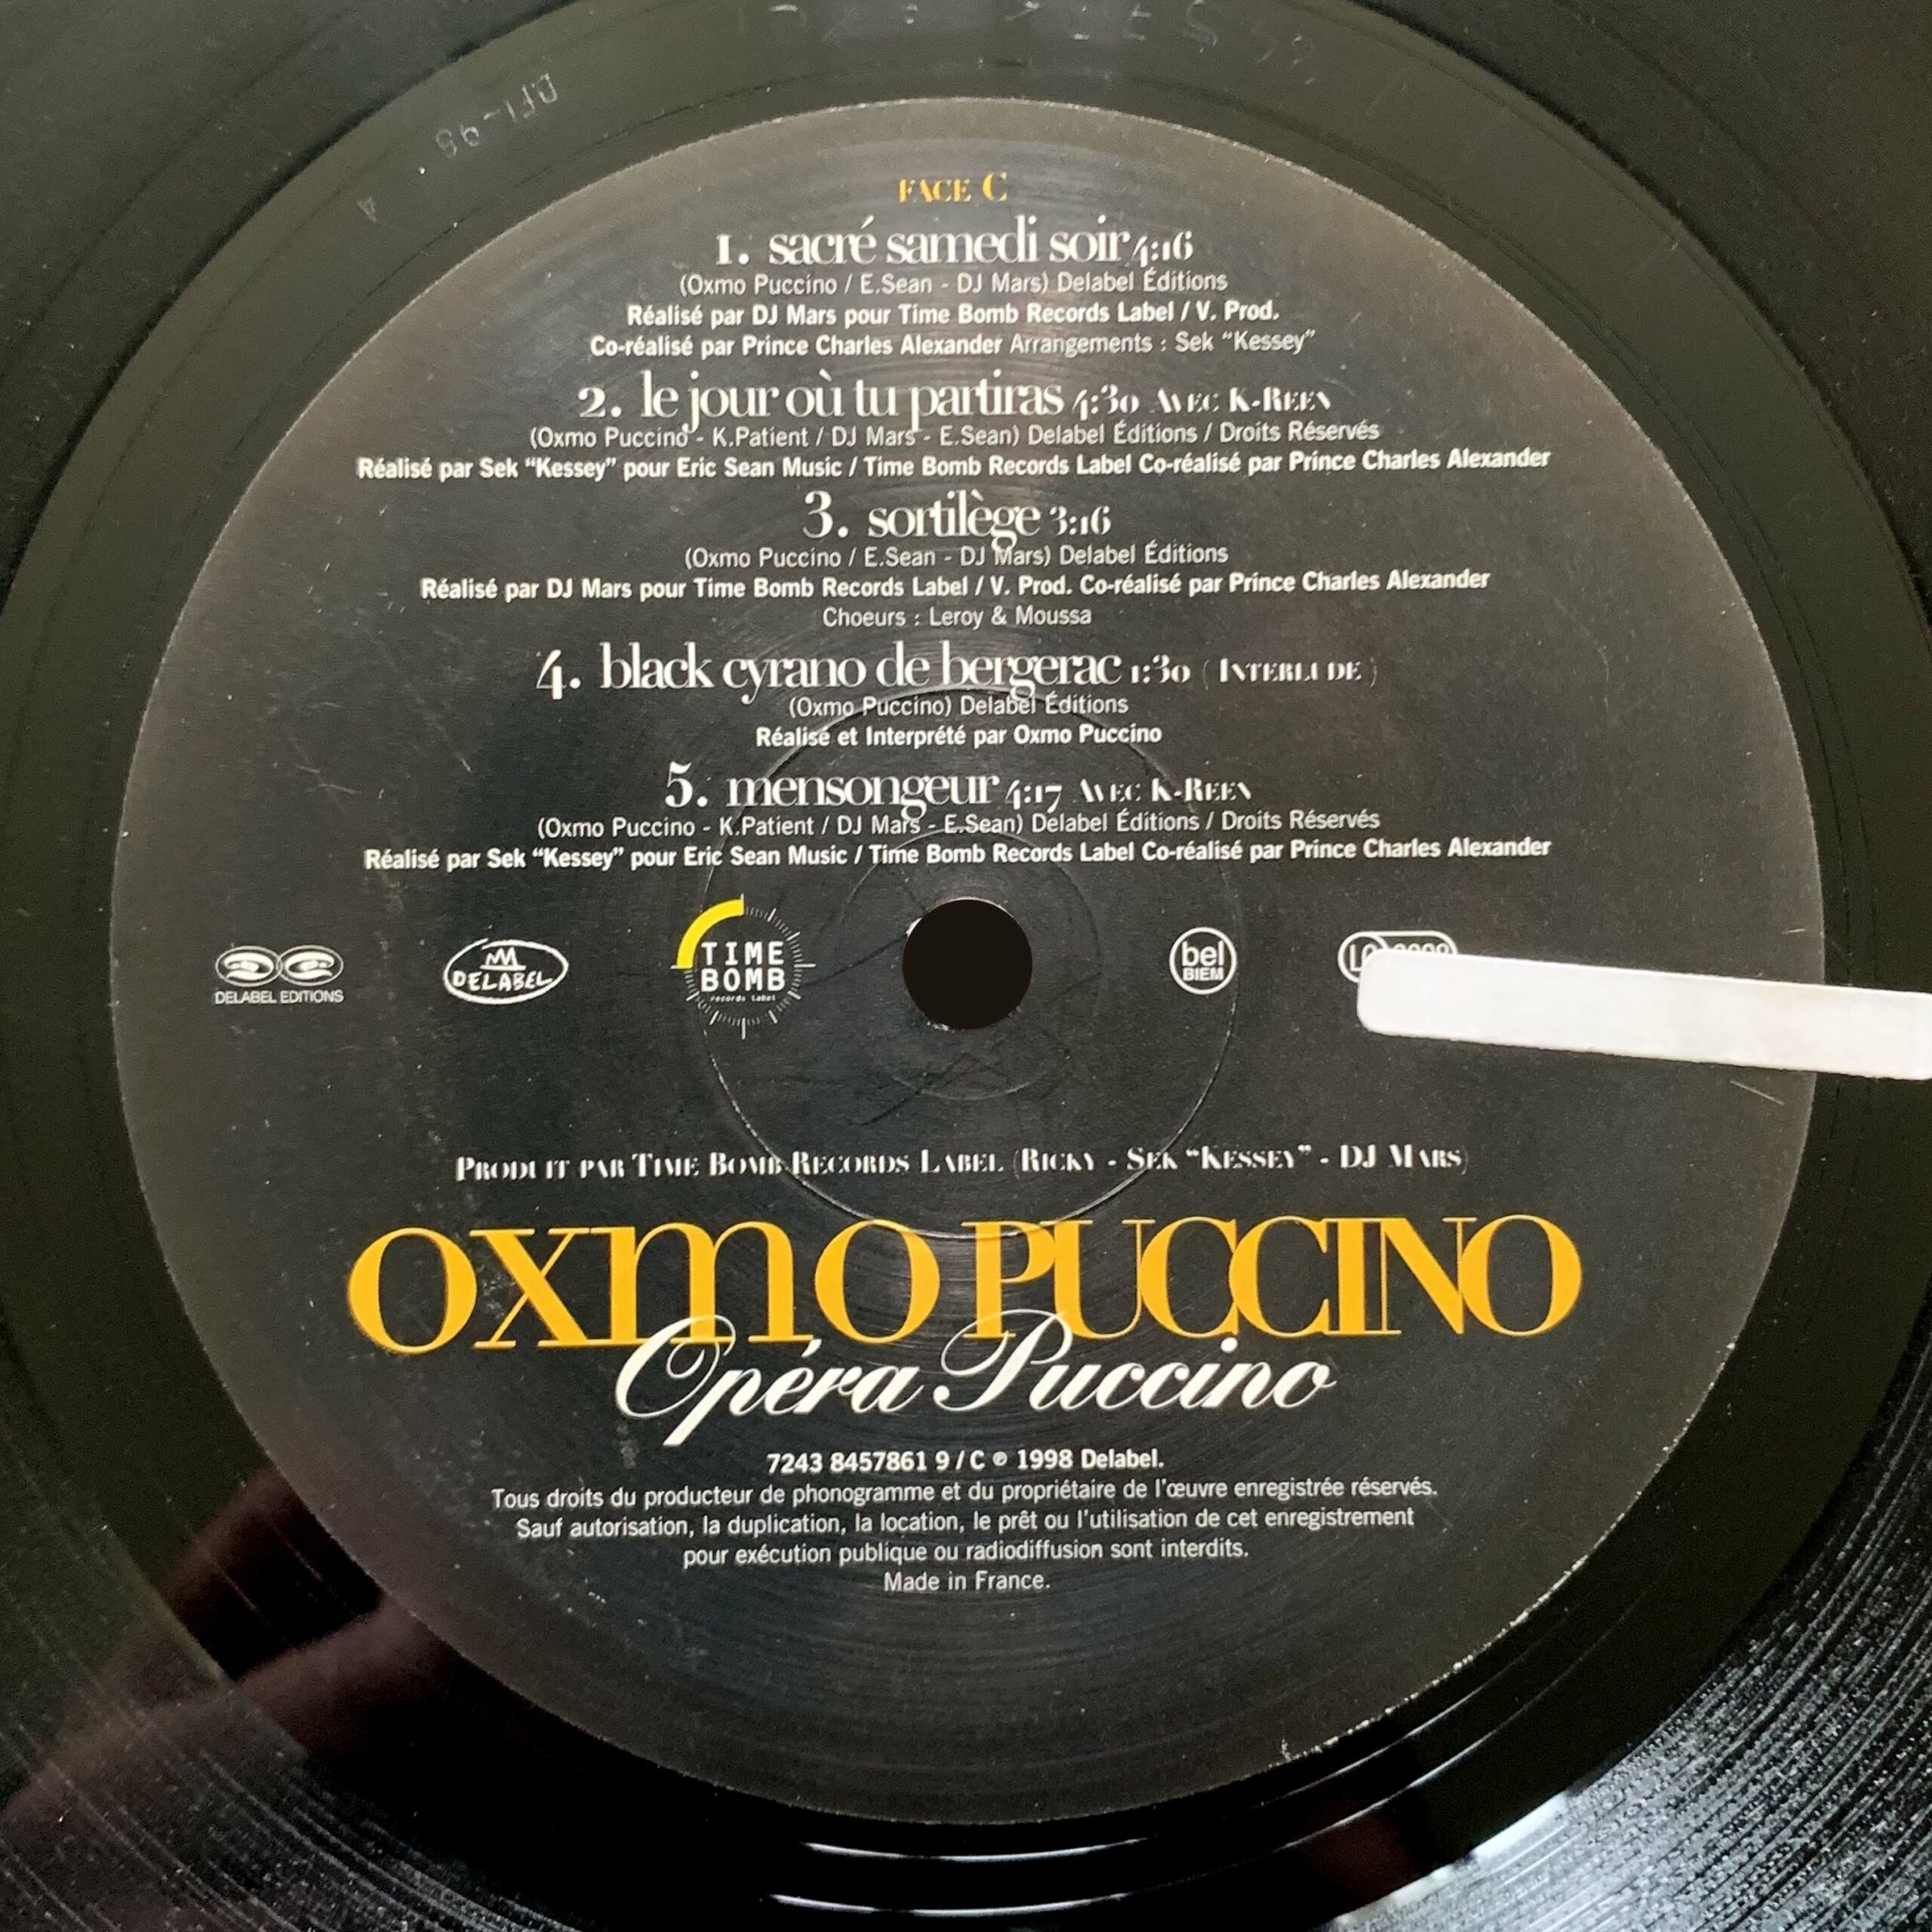 FACE C
1. sacré samedi soir 4:16
(Oxmo Puccino / E.Sean - DJ Mars) Delabel Éditions
Réalisé par DJ Mars pour Time Bomb Records Label / V. Prod.
Co-réalisé par Prince Charles Alexander Arrangements : Sek “Kessey”
2. le jour où tu partiras 4:30 AVEC K-REEN
(Oxmo Puccino - K.Patient / DJ Mars - E.Sean) Delabel Éditions / Droits Réservés
Réalisé par Sek “Kessey” pour Eric Sean Music / Time Bomb Records Label Co-réalisé par Prince Charles Alexander
3. sortilège 3:16
(Oxmo Puccino / E.Sean - DJ Mars) Delabel Éditions
Réalisé par DJ Mars pour Time Bomb Records Label / V. Prod. Co-réalisé par Prince Charles Alexander
Choeurs : Leroy & Moussa
4. black cyrano de bergerac 1:30 ( INTERLUDE )
(Oxmo Puccino) Delabel Éditions
Réalisé et Interprété par Oxmo Puccino
5. mensongeur 4:17 AVEC K-REEN
(Oxmo Puccino - K.Patient / DJ Mars - E.Sean) Delabel Éditions / Droits Réservés
Réalisé par Sek “Kessey” pour Eric Sean Music / Time Bomb Records Label Co-réalisé par Prince Charles Alexander
DELABEL EDITIONS
DELABEL
TIME
BOMB
records label
bel
BIEM
PRODUIT PAR TIME BOMB RECORDS LABEL (RICKY - SEK “KESSEY” - DJ MARS)
OXMO PUCCINO
Opéra Puccino
7243 8457861 9 / C ℗ 1998 Delabel.
Tous droits du producteur de phonogramme et du propriétaire de l'œuvre enregistrée réservés.
Sauf autorisation, la duplication, la location, le prêt ou l'utilisation de cet enregistrement
pour exécution publique ou radiodiffusion sont interdits.
Made in France.